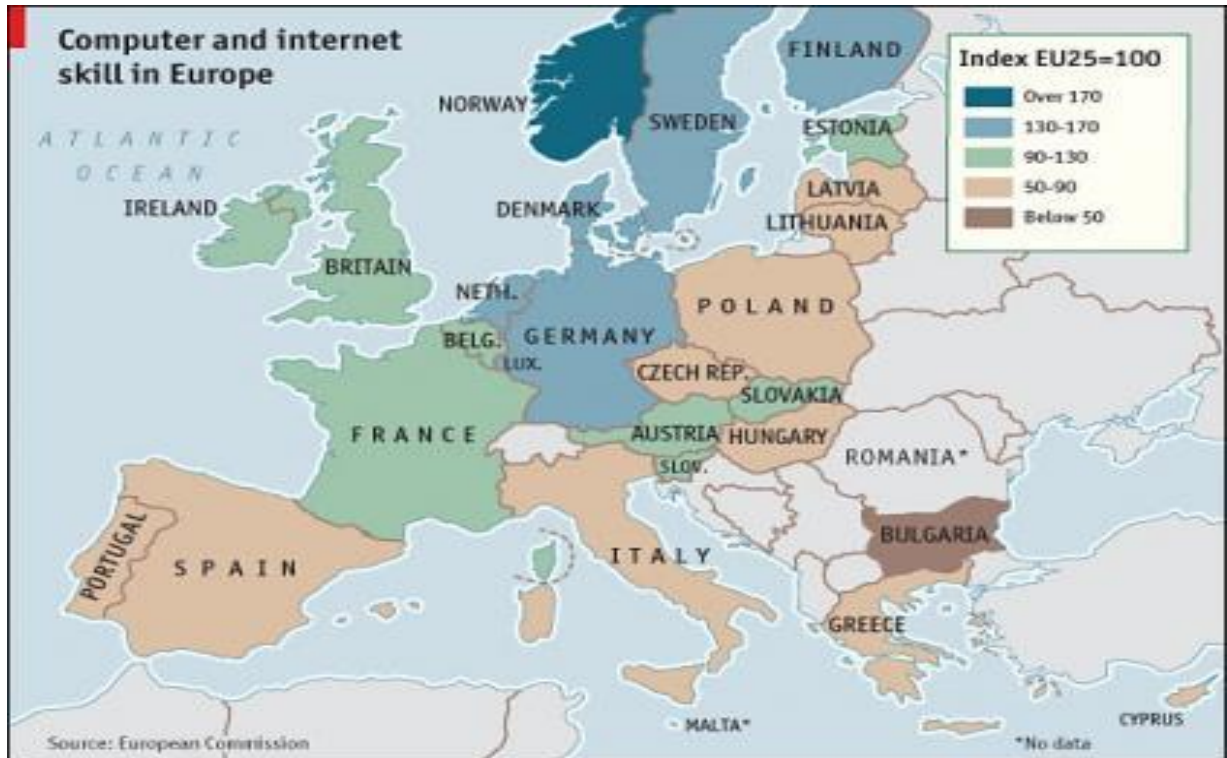 Computer and internet
skill in Europe
ATLANTIC
OCEAN
NORWAY
SWEDEN
FINLAND
Index EU25=100
Over 170
130-170
90-130
50-90
Below 50
ESTONIA
LATVIA
LITHUANIA
IRELAND
DENMARK
BRITAIN
NETH.
POLAND
BELG.
GERMANY
LUX.
CZECH REP.
SLOVAKIA
FRANCE
AUSTRIA
HUNGARY
SLOV.
ROMANIA*
PORTUGAL
SPAIN
ITALY
BULGARIA
GREECE
MALTA*
CYPRUS
Source: European Commission
*No data